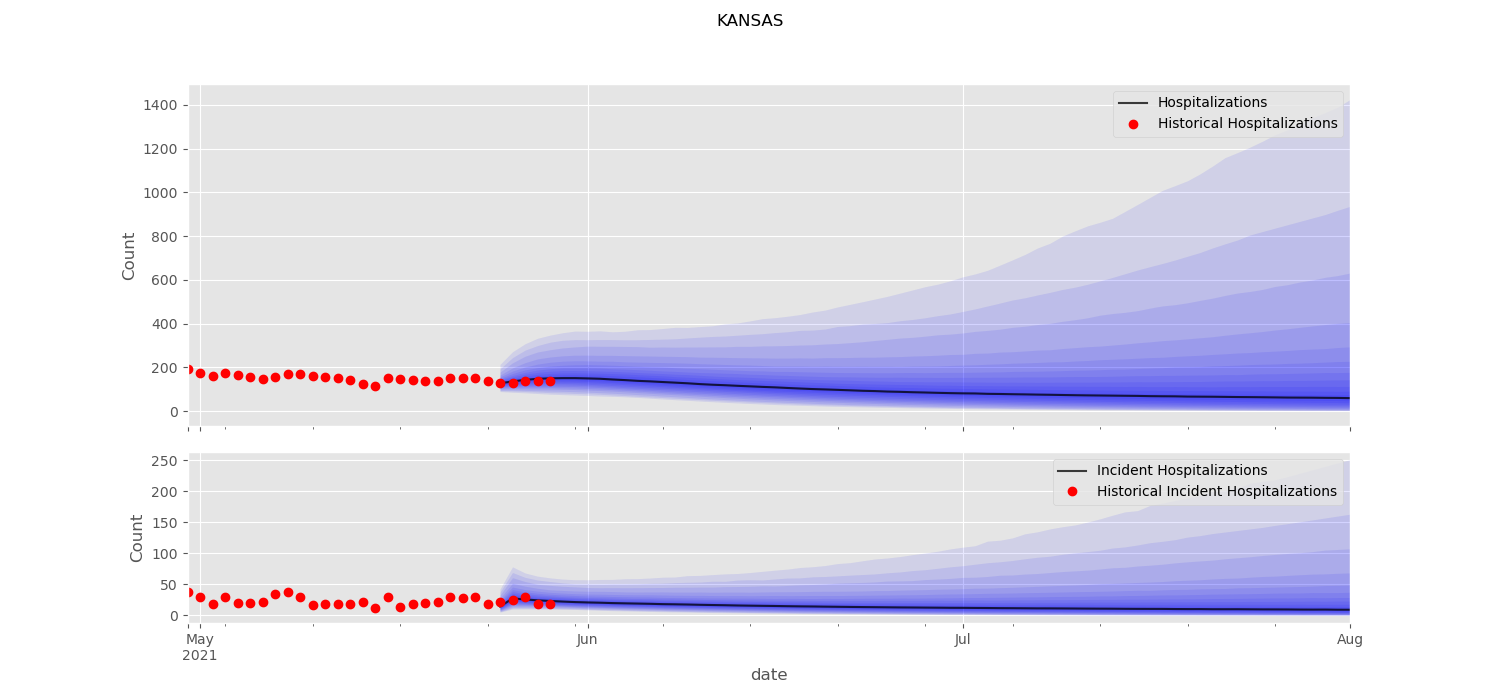 KANSAS
1400
1200
1000
800
600
400
200
0
Count
Hospitalizations
Historical Hospitalizations
250
200
150
100
50
0
Count
Incident Hospitalizations
Historical Incident Hospitalizations
May
2021
Jun
Jul
Aug
date